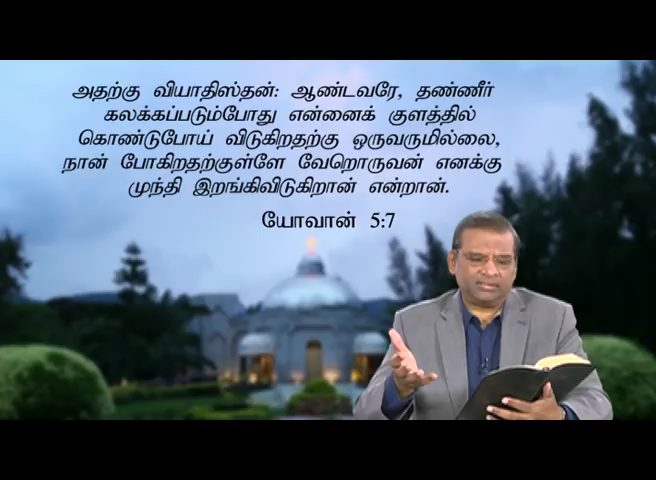 அதற்கு வியாதிஸ்தன்: ஆண்டவரே, தண்ணீர்
கலக்கப்படும்போது என்னைக் குளத்தில்
கொண்டுபோய் விடுகிறதற்கு ஒருவருமில்லை,
நான் போகிறதற்குள்ளே வேறொருவன் எனக்கு
முந்தி இறங்கிவிடுகிறான் என்றான்.
யோவான் 5:7